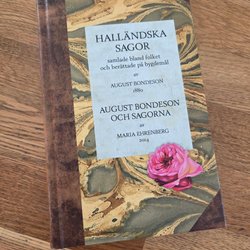 HALLÄNDSKA
SAGOR
samlade bland folket
och berättade på bygdemål
av
AUGUST BONDESON
1880
AUGUST BONDESON
OCH SAGORNA
av
MARIA EHRENBERG
2014